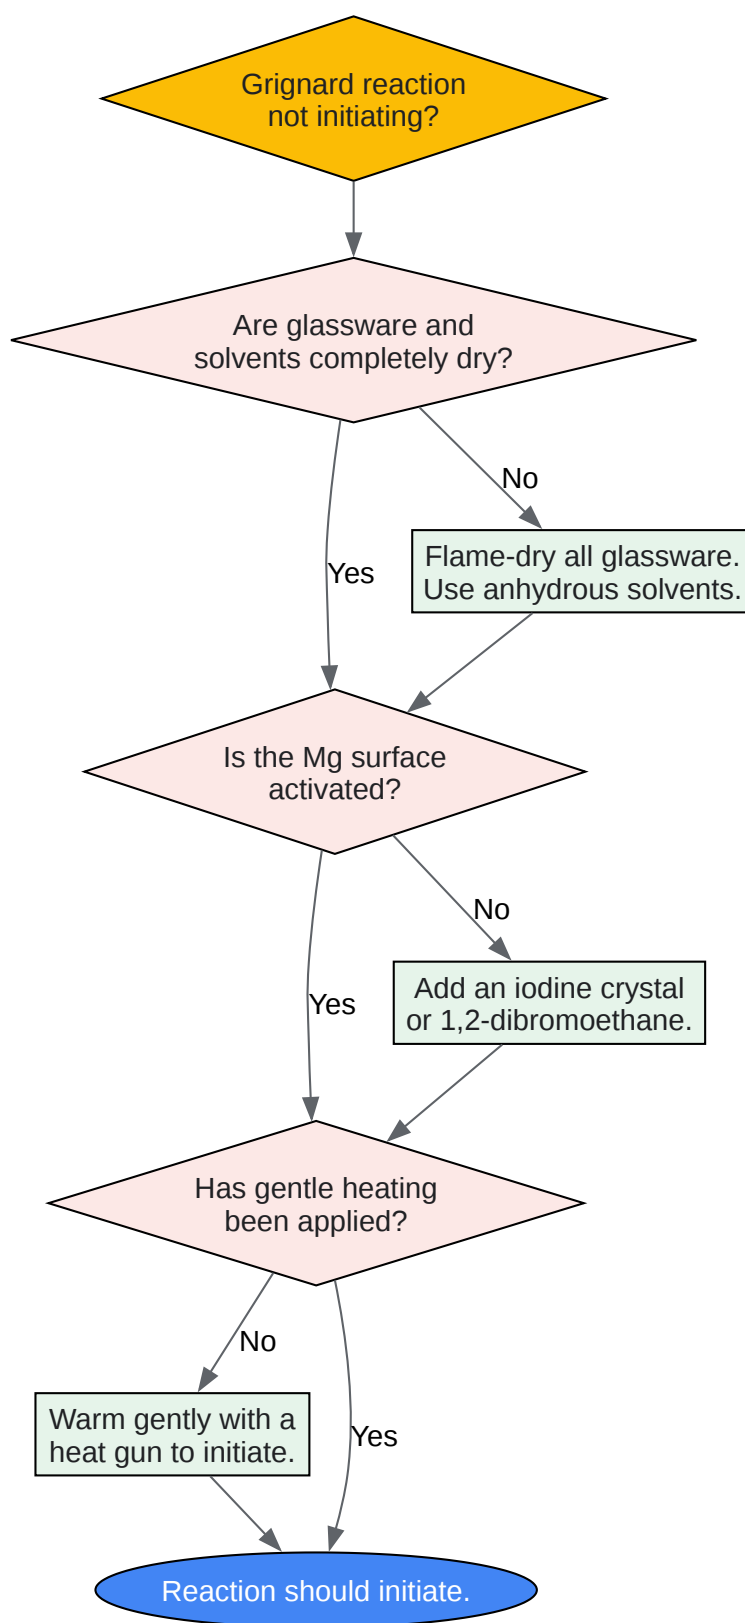 Grignard reaction
not initiating?
Are glassware and
solvents completely dry?
No
Flame-dry all glassware.
Use anhydrous solvents.
Yes
Is the Mg surface
activated?
No
Add an iodine crystal
or 1,2-dibromoethane.
Yes
Has gentle heating
been applied?
No
Warm gently with a
heat gun to initiate.
Yes
Reaction should initiate.